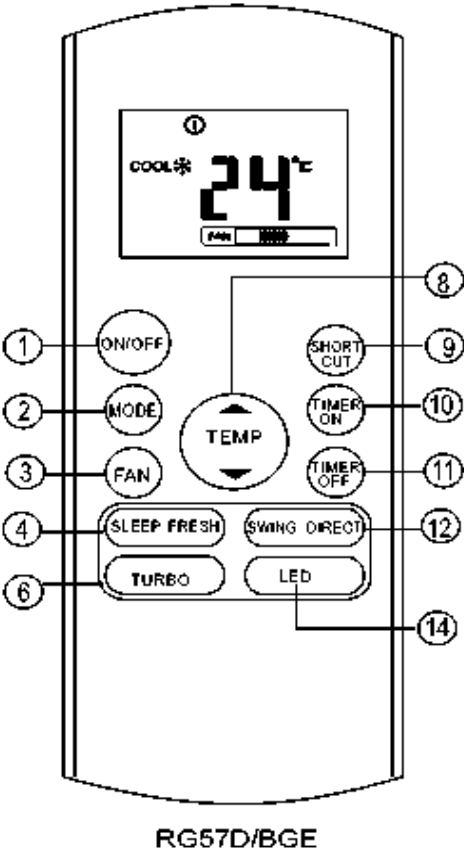 COOL 24°C
FAN
8
1 ON/OFF SHORT CUT 9
2 MODE TIMER ON 10
TEMP
3 FAN TIMER OFF 11
4 SLEEP FRESH SWING DIRECT 12
6 TURBO LED
14
RG57D/BGE